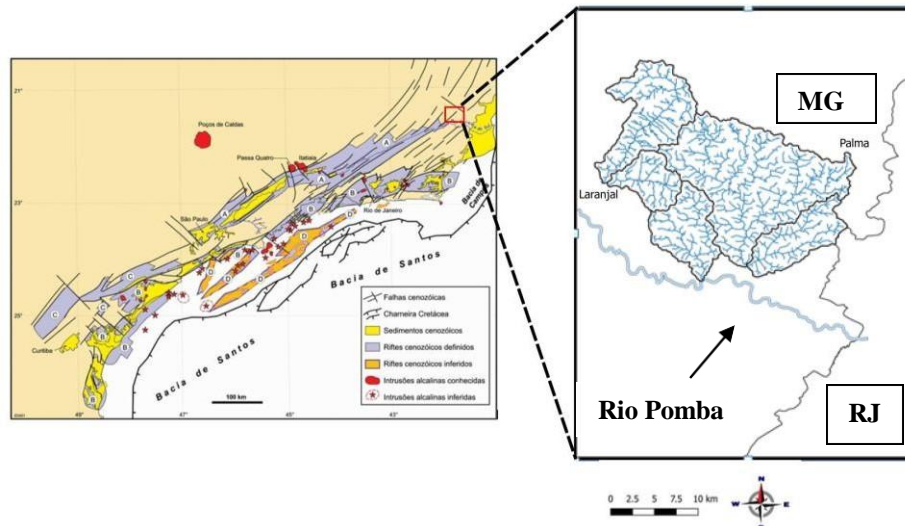 21°
Poços de Caldas
Passa Quatro
Itatiaia
A
A
B
23°
São Paulo
A
B
B
Rio de Janeiro
Bacia de Campos
D
C
B
D
D
D
D
C
C
B
25°
Curitiba
B
B
B
Bacia de Santos
Bacia de Santos
Falhas cenozóicas
Charneira Cretácea
Sedimentos cenozóicos
Riftes cenozóicos definidos
Riftes cenozóicos inferidos
Intrusões alcalinas conhecidas
Intrusões alcalinas inferidas
100 km
49°
47°
45°
43°
MG
Palma
Laranjal
Rio Pomba
RJ
0 2.5 5 7.5 10 km
N
W E
S